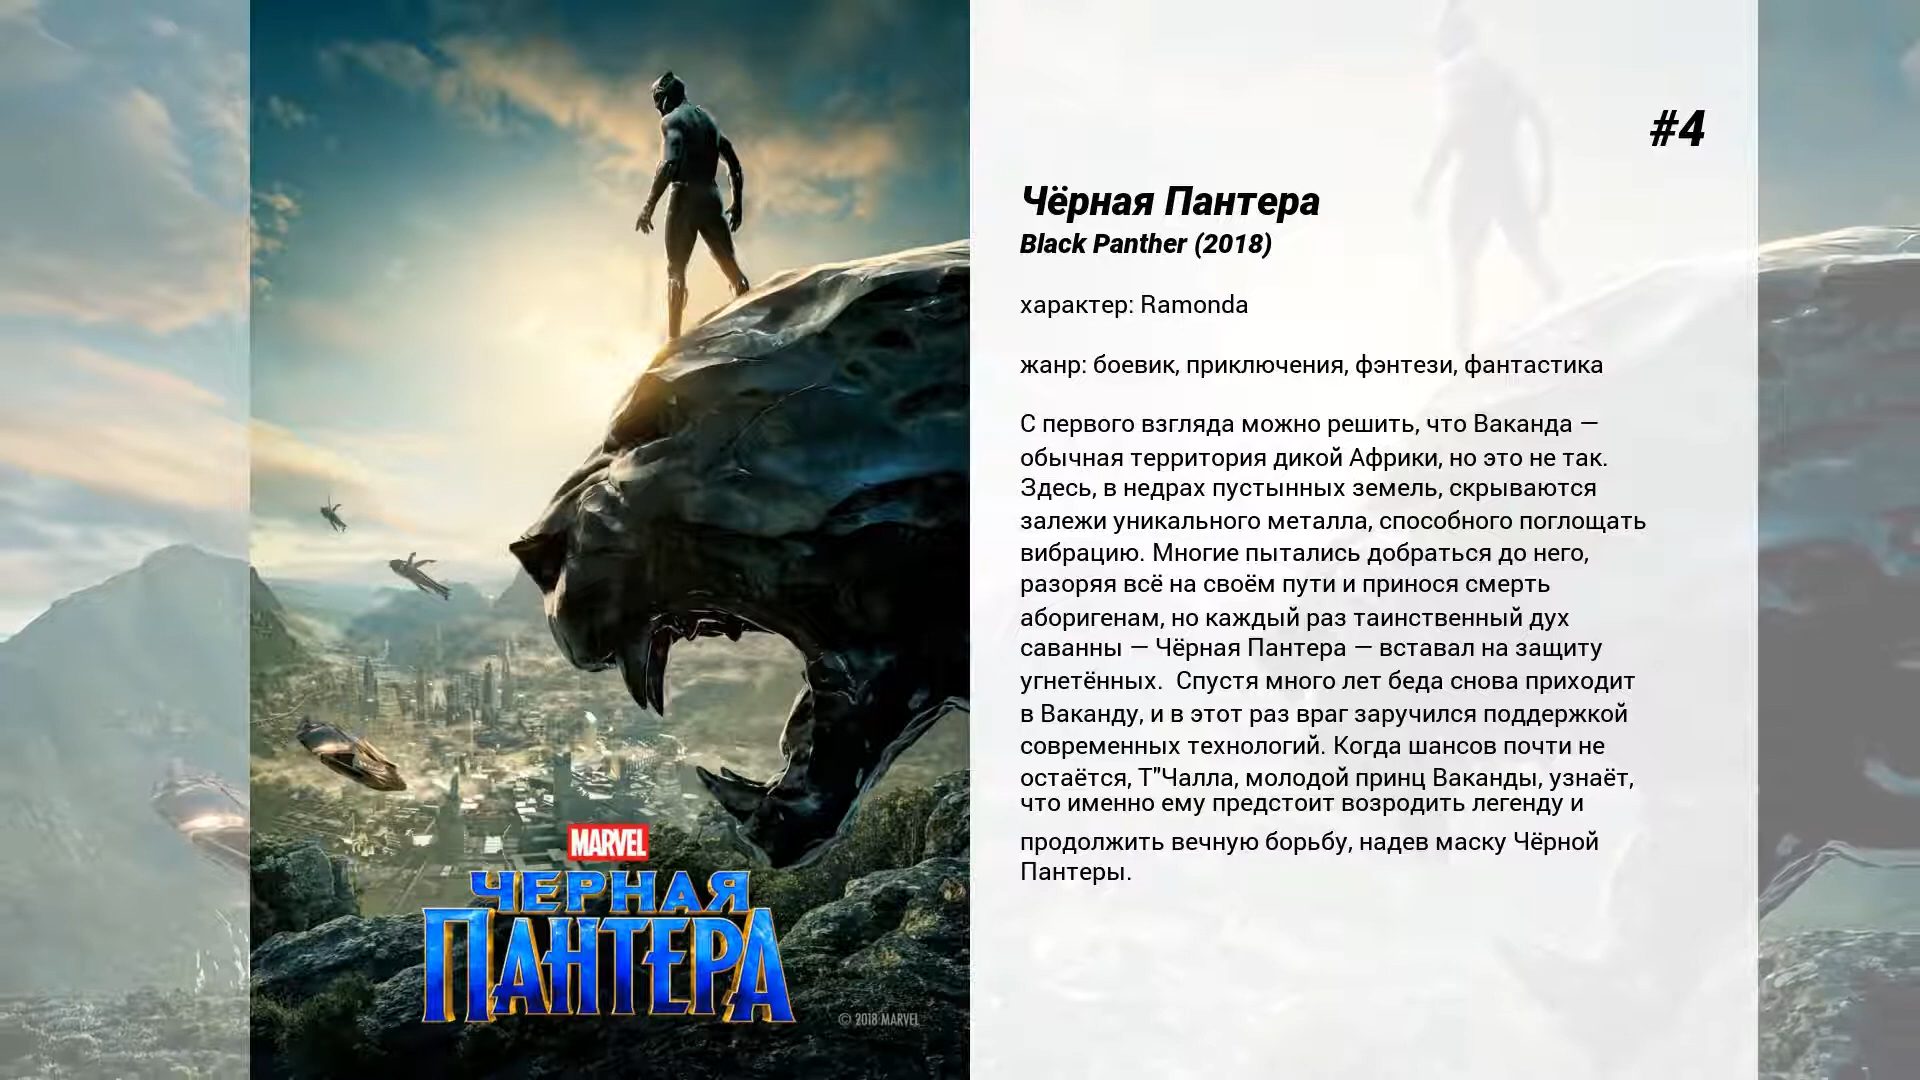 MARVEL
ЧЕРНАЯ
ПАНТЕРА
© 2018 MARVEL
#4
Чёрная Пантера
Black Panther (2018)
характер: Ramonda
жанр: боевик, приключения, фэнтези, фантастика
С первого взгляда можно решить, что Ваканда —
обычная территория дикой Африки, но это не так.
Здесь, в недрах пустынных земель, скрываются
залежи уникального металла, способного поглощать
вибрацию. Многие пытались добраться до него,
разоряя всё на своём пути и принося смерть
аборигенам, но каждый раз таинственный дух
саванны — Чёрная Пантера — вставал на защиту
угнетённых.  Спустя много лет беда снова приходит
в Ваканду, и в этот раз враг заручился поддержкой
современных технологий. Когда шансов почти не
остаётся, Т"Чалла, молодой принц Ваканды, узнаёт,
что именно ему предстоит возродить легенду и
продолжить вечную борьбу, надев маску Чёрной
Пантеры.